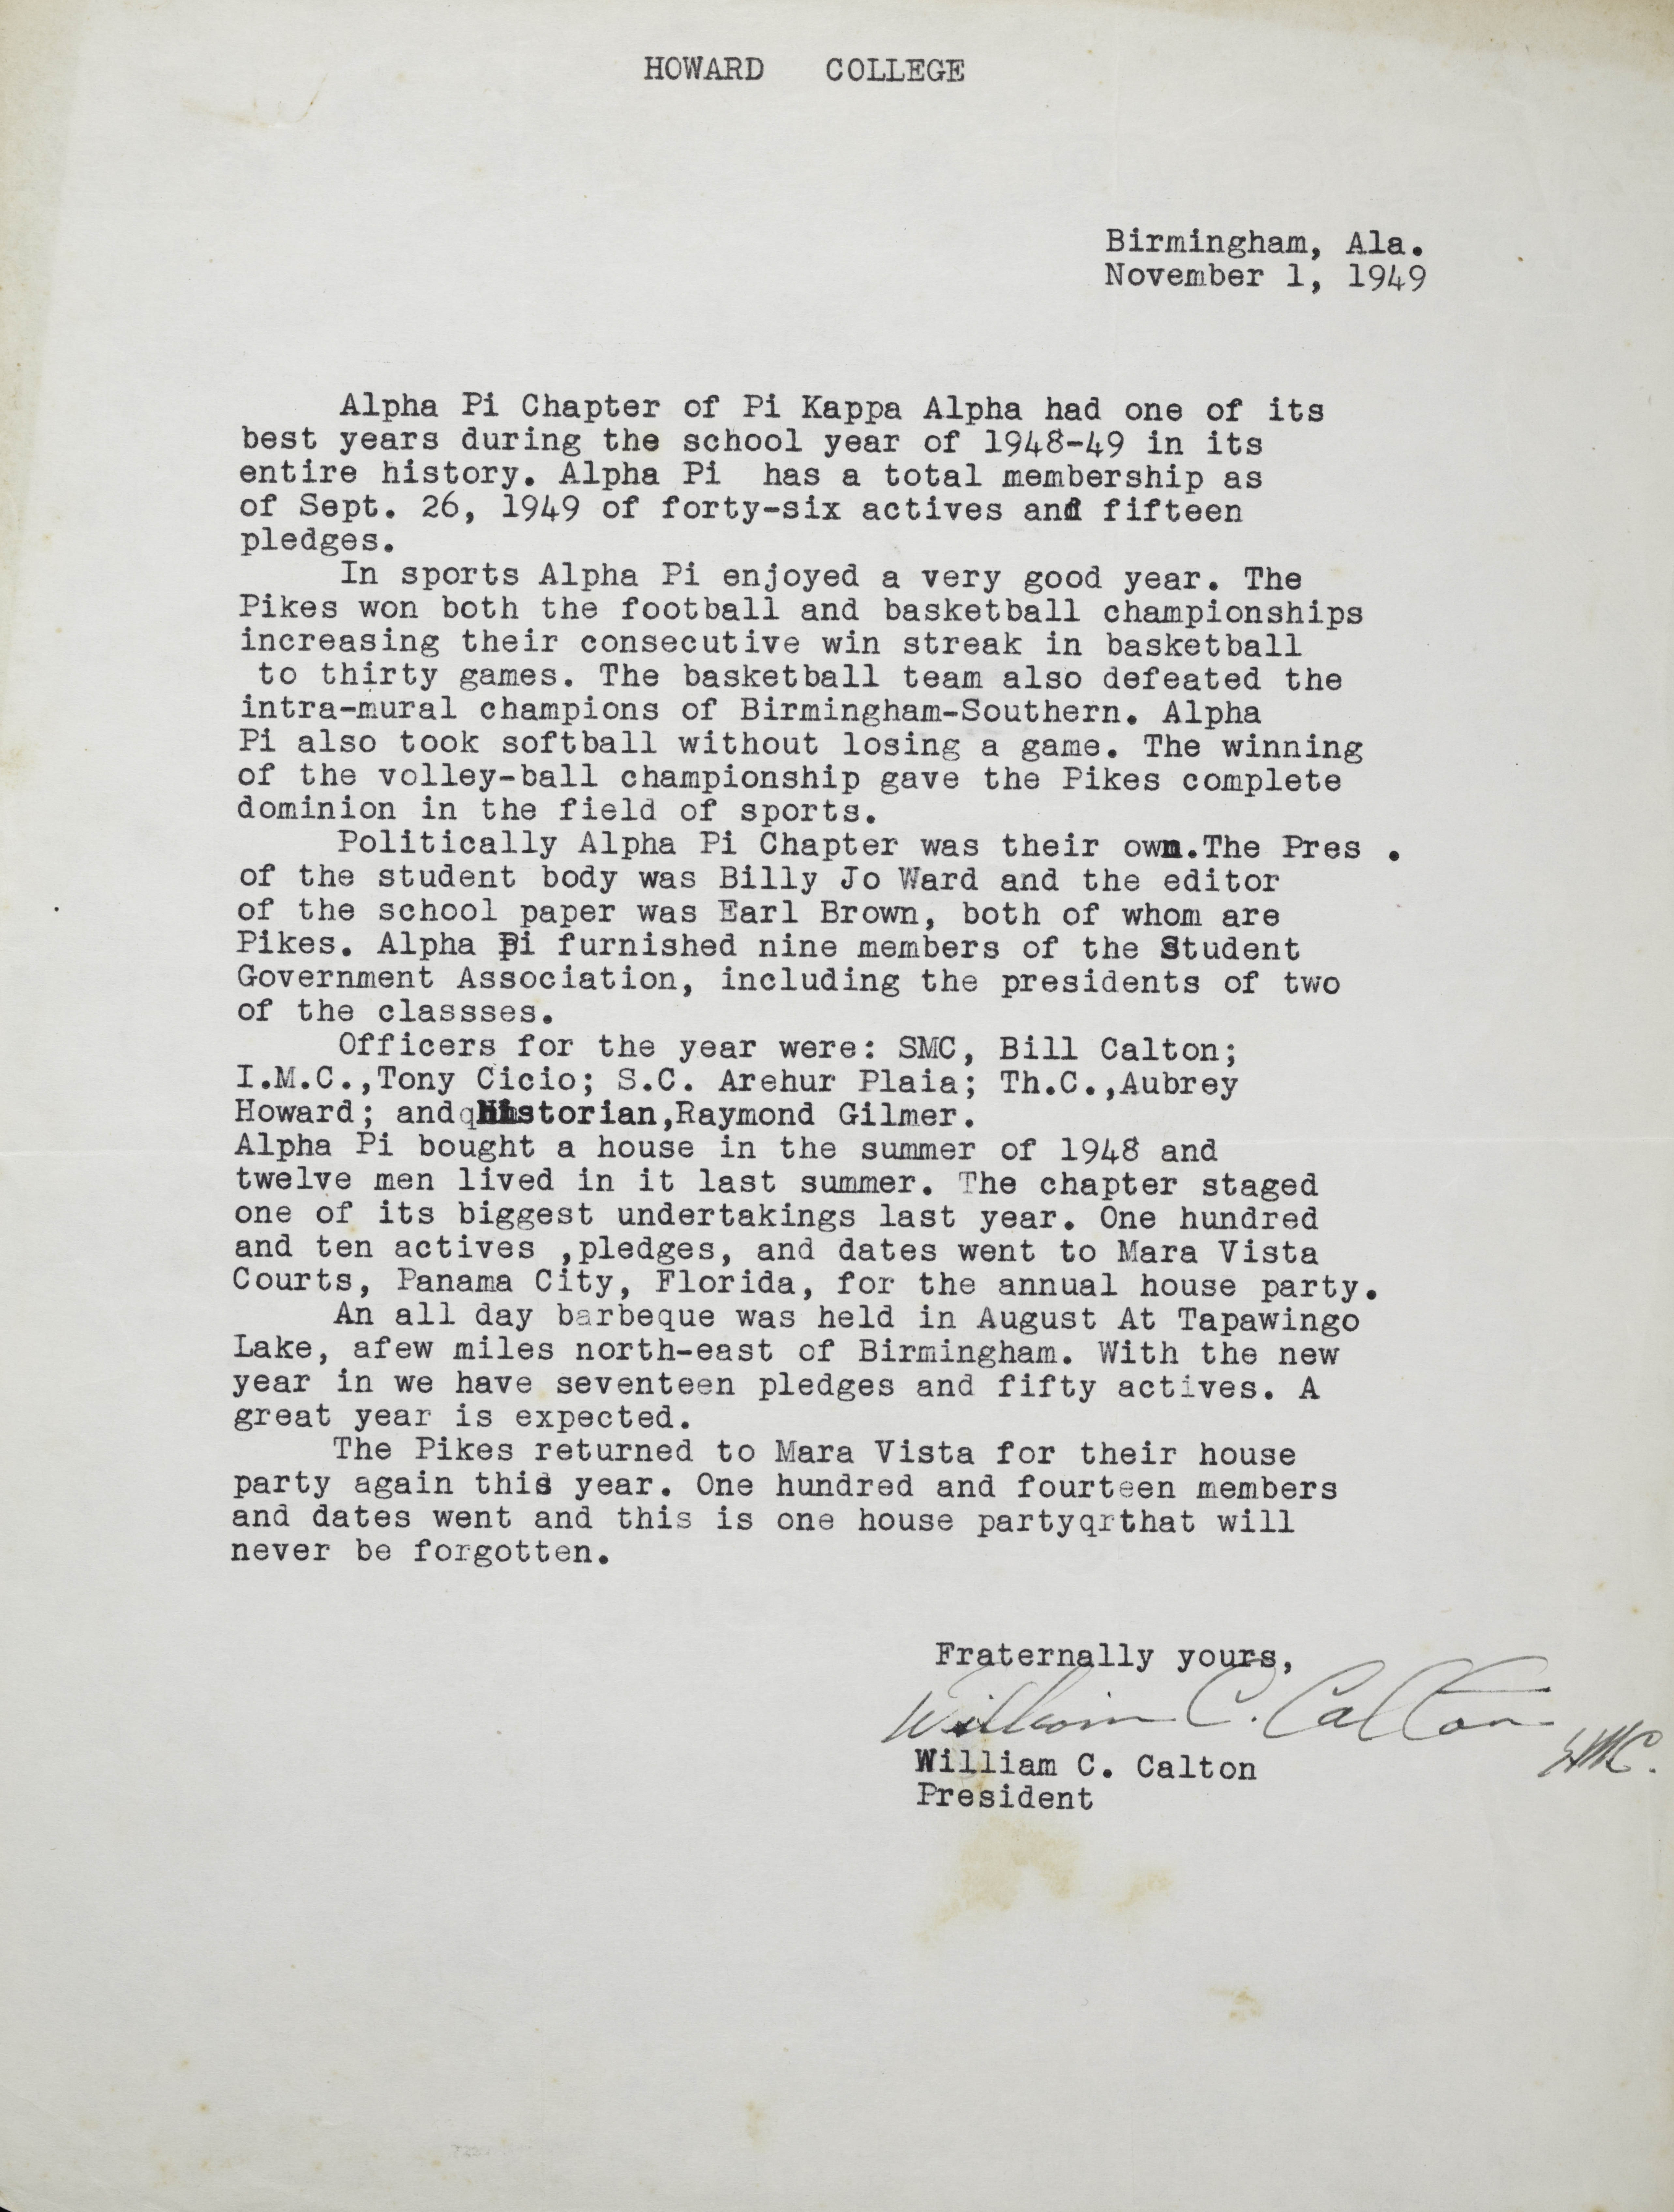 HOWARD COLLEGE
Birmingham, Ala.
November 1, 1949
Alpha Pi Chapter of Pi Kappa Alpha had one of its
best years during the school year of 1948-49 in its
entire history. Alpha Pi has a total membership as
of Sept. 26, 1949 of forty-six actives and fifteen
pledges.
In sports Alpha Pi enjoyed a very good year. The
Pikes won both the football and basketball championships
increasing their consecutive win streak in basketball
to thirty games. The basketball team also defeated the
intra-mural champions of Birmingham-Southern. Alpha
Pi also took softball without losing a game. The winning
of the volley-ball championship gave the Pikes complete
dominion in the field of sports.
Politically Alpha Pi Chapter was their own.The Pres .
of the student body was Billy Jo Ward and the editor
of the school paper was Earl Brown, both of whom are
Pikes. Alpha Pi furnished nine members of the Student
Government Association, including the presidents of two
of the classses.
Officers for the year were: SMC, Bill Calton;
I.M.C.,Tony Cicio; S.C. Arehur Plaia; Th.C.,Aubrey
Howard; andqHistorian,Raymond Gilmer.
Alpha Pi bought a house in the summer of 1948 and
twelve men lived in it last summer. The chapter staged
one of its biggest undertakings last year. One hundred
and ten actives ,pledges, and dates went to Mara Vista
Courts, Panama City, Florida, for the annual house party.
An all day barbeque was held in August At Tapawingo
Lake, afew miles north-east of Birmingham. With the new
year in we have seventeen pledges and fifty actives. A
great year is expected.
The Pikes returned to Mara Vista for their house
party again this year. One hundred and fourteen members
and dates went and this is one house partyqrthat will
never be forgotten.
Fraternally yours,
William C. Calton
SMC.
William C. Calton
President